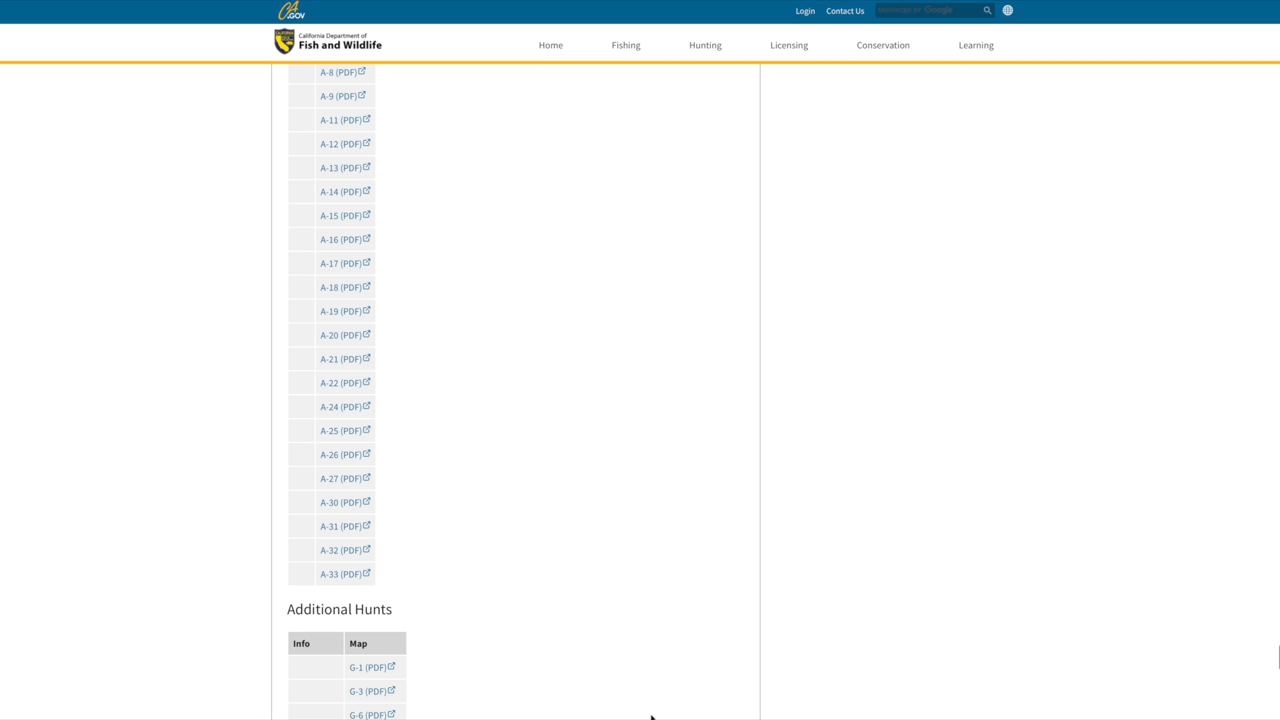 CA.GOV
Login
Contact Us
California Department of
Fish and Wildlife
Home
Fishing
Hunting
Licensing
Conservation
Learning
A-8 (PDF)
A-9 (PDF)
A-11 (PDF)
A-12 (PDF)
A-13 (PDF)
A-14 (PDF)
A-15 (PDF)
A-16 (PDF)
A-17 (PDF)
A-18 (PDF)
A-19 (PDF)
A-20 (PDF)
A-21 (PDF)
A-22 (PDF)
A-24 (PDF)
A-25 (PDF)
A-26 (PDF)
A-27 (PDF)
A-30 (PDF)
A-31 (PDF)
A-32 (PDF)
A-33 (PDF)
Additional Hunts
Info Map
G-1 (PDF)
G-3 (PDF)
G-6 (PDF)